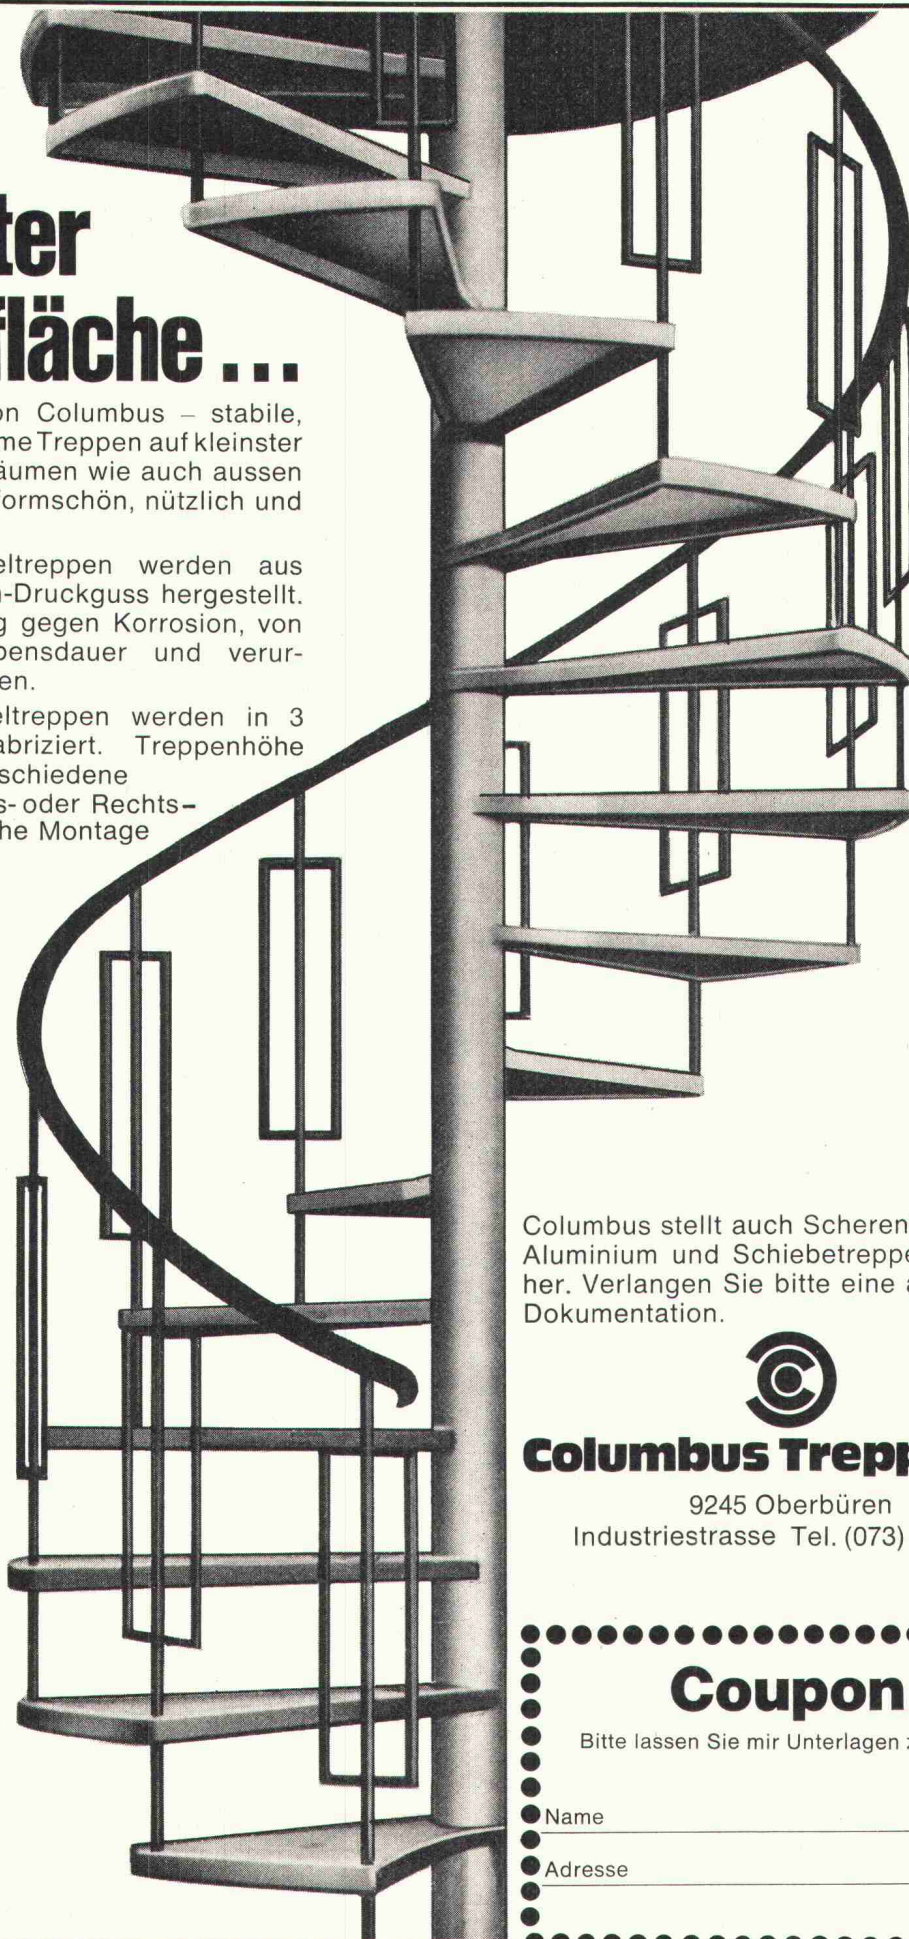 ter
fläche...
on Columbus – stabile,
me Treppen auf kleinster
äumen wie auch aussen
formschön, nützlich und
eltreppen werden aus
n-Druckguss hergestellt.
g gegen Korrosion, von
bensdauer und verur-
en.
eltreppen werden in 3
abriziert. Treppenhöhe
schiedene
s- oder Rechts-
he Montage
Columbus stellt auch Scheren
Aluminium und Schiebetreppe
her. Verlangen Sie bitte eine a
Dokumentation.
Columbus Trepp
9245 Oberbüren
Industriestrasse Tel. (073)
Coupon
Bitte lassen Sie mir Unterlagen z
Name
Adresse